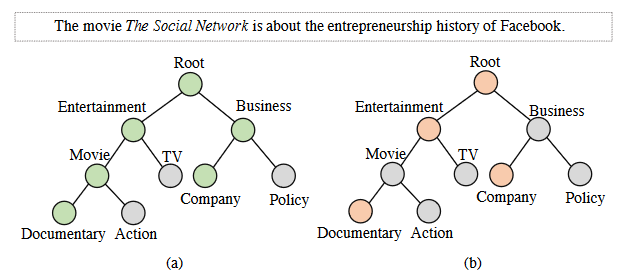 The movie The Social Network is about the entrepreneurship history of Facebook.
Root
Entertainment
Business
Movie
TV
Company
Policy
Documentary
Action
(a)
Root
Entertainment
Business
Movie
TV
Company
Policy
Documentary
Action
(b)